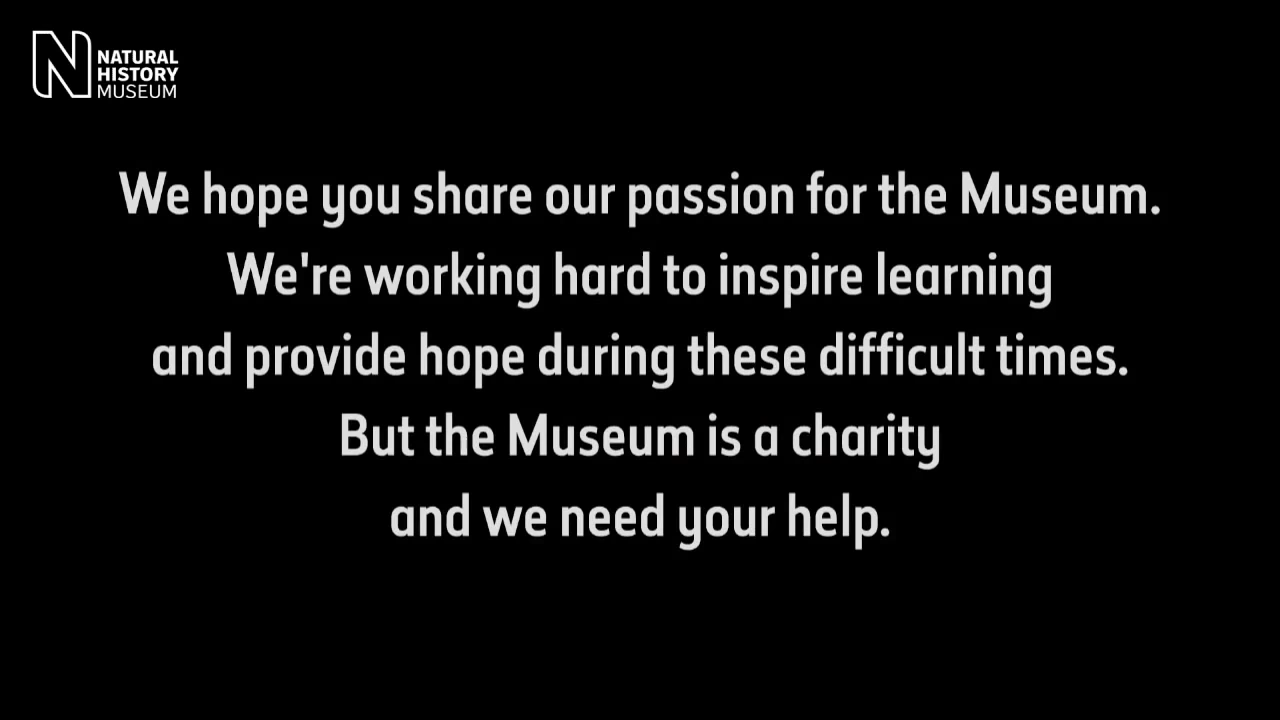 NATURAL
HISTORY
MUSEUM
We hope you share our passion for the Museum.
We're working hard to inspire learning
and provide hope during these difficult times.
But the Museum is a charity
and we need your help.